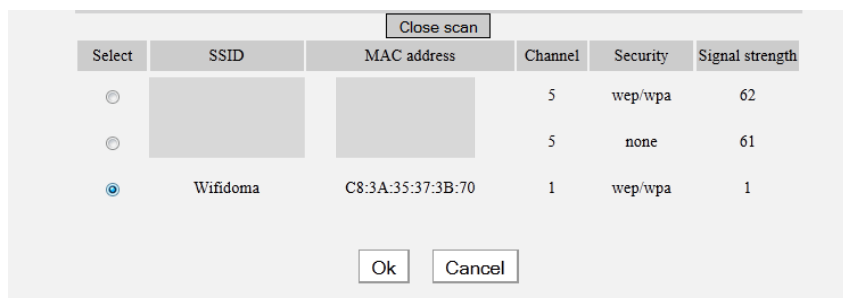 Close scan
Select SSID MAC address Channel Security Signal strength
5 wep/wpa 62
5 none 61
Wifidoma C8:3A:35:37:3B:70 1 wep/wpa 1
Ok Cancel